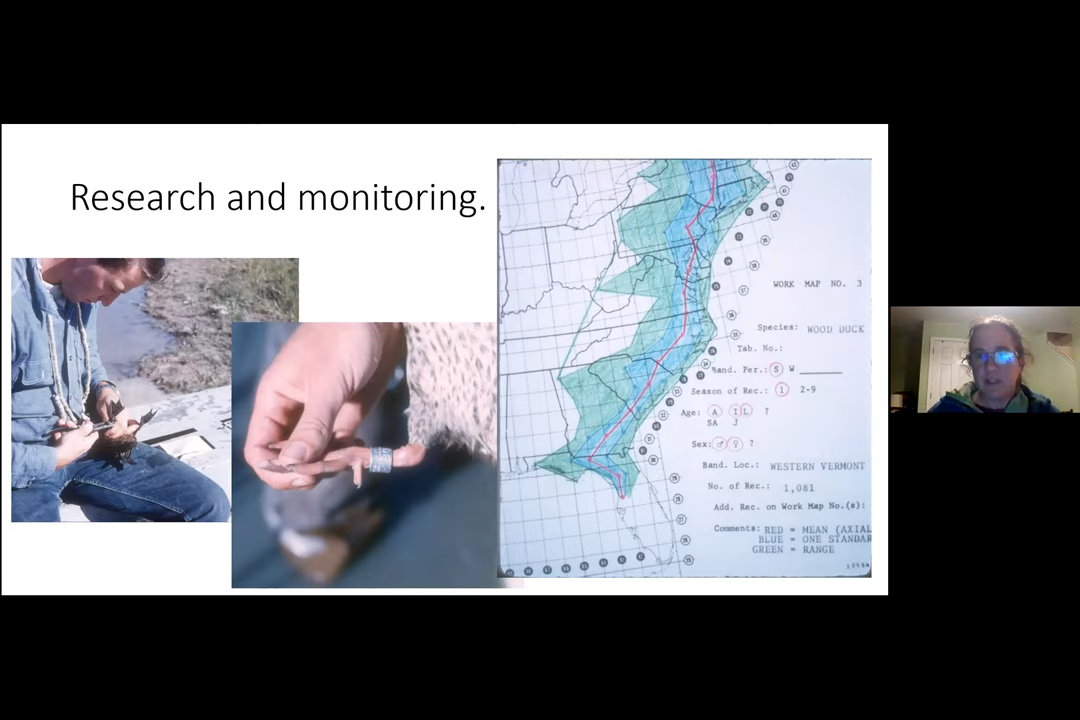 Research and monitoring.
WORK MAP NO. 3
Species: WOOD DUCK
Tab. No.:
Band. Per.: S W
Season of Rec.: 1 2-9
Age: A I L ?
SA J
Sex: ♂ ♀ ?
Band. Loc.: WESTERN VERMONT
No. of Rec.: 1,081
Add. Rec. on Work Map No.(s):
Comments: RED = MEAN (AXIAL
BLUE = ONE STANDAR
GREEN = RANGE